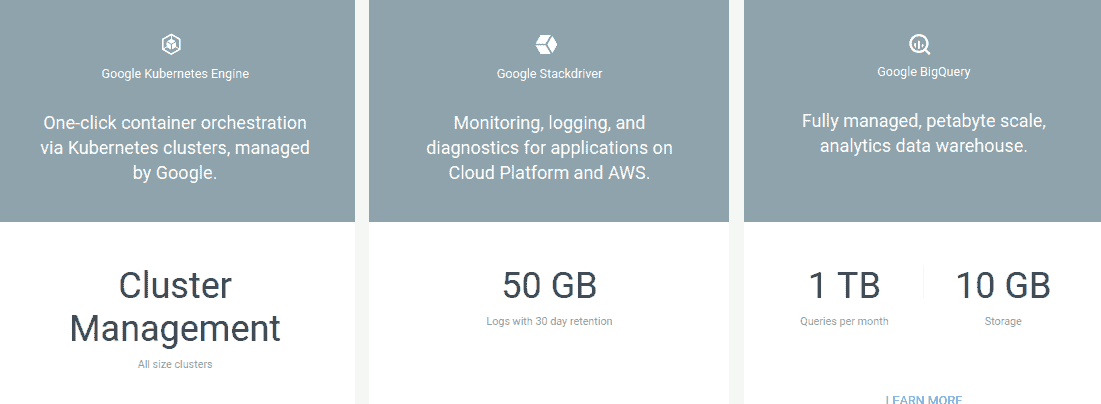 Google Kubernetes Engine
One-click container orchestration
via Kubernetes clusters, managed
by Google.
Cluster
Management
All size clusters
Google Stackdriver
Monitoring, logging, and
diagnostics for applications on
Cloud Platform and AWS.
50 GB
Logs with 30 day retention
Google BigQuery
Fully managed, petabyte scale,
analytics data warehouse.
1 TB
Queries per month
10 GB
Storage
LEARN MORE